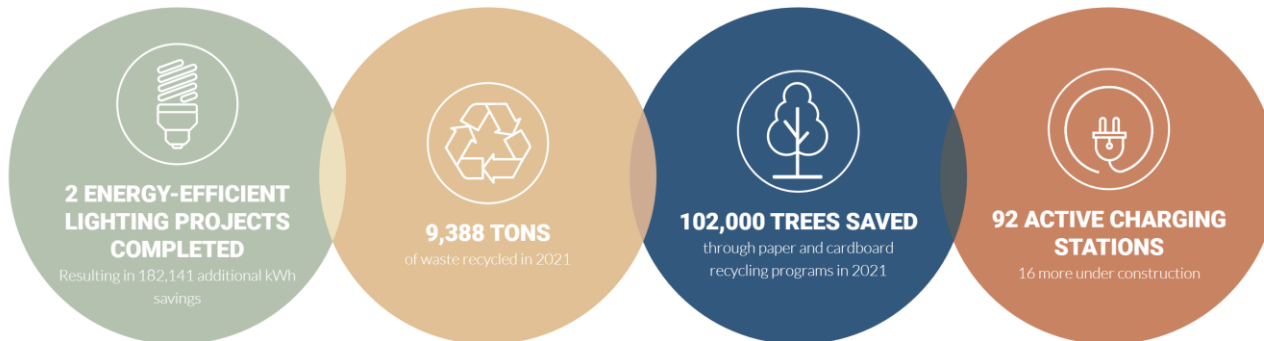 2 ENERGY-EFFICIENT
LIGHTING PROJECTS
COMPLETED
Resulting in 182,141 additional kWh
savings
9,388 TONS
of waste recycled in 2021
102,000 TREES SAVED
through paper and cardboard
recycling programs in 2021
92 ACTIVE CHARGING
STATIONS
16 more under construction